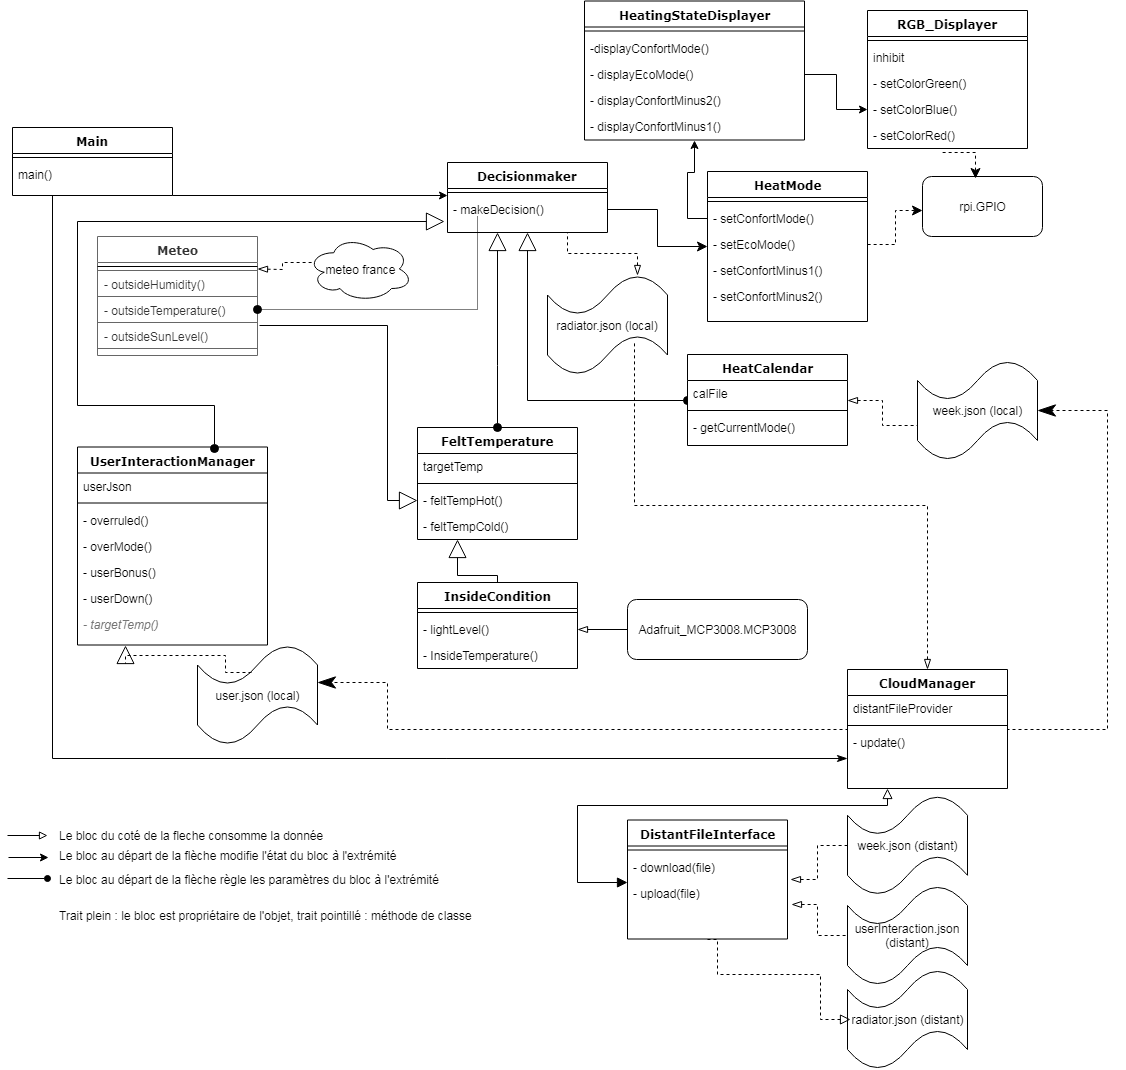 HeatingStateDisplayer
-displayConfortMode()
- displayEcoMode()
- displayConfortMinus2()
- displayConfortMinus1()
RGB_Displayer
inhibit
- setColorGreen()
- setColorBlue()
- setColorRed()
Main
main()
Decisionmaker
- makeDecision()
HeatMode
- setConfortMode()
- setEcoMode()
- setConfortMinus1()
- setConfortMinus2()
rpi.GPIO
Meteo
- outsideHumidity()
- outsideTemperature()
- outsideSunLevel()
meteo france
radiator.json (local)
HeatCalendar
calFile
- getCurrentMode()
week.json (local)
UserInteractionManager
userJson
- overruled()
- overMode()
- userBonus()
- userDown()
- targetTemp()
FeltTemperature
targetTemp
- feltTempHot()
- feltTempCold()
InsideCondition
- lightLevel()
- InsideTemperature()
Adafruit_MCP3008.MCP3008
user.json (local)
CloudManager
distantFileProvider
- update()
DistantFileInterface
- download(file)
- upload(file)
week.json (distant)
userInteraction.json
(distant)
radiator.json (distant)
Le bloc du coté de la fleche consomme la donnée
Le bloc au départ de la flèche modifie l'état du bloc à l'extrémité
Le bloc au départ de la flèche règle les paramètres du bloc à l'extrémité
Trait plein : le bloc est propriétaire de l'objet, trait pointillé : méthode de classe